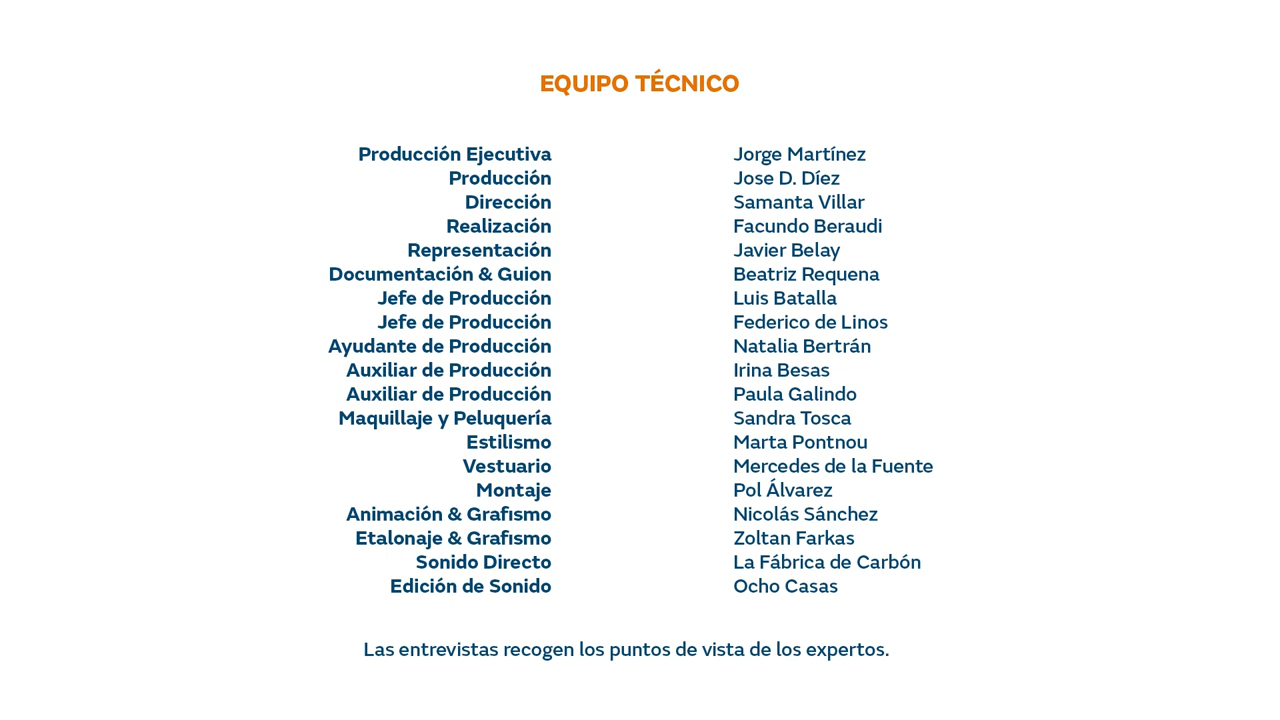 EQUIPO TÉCNICO
Producción Ejecutiva Jorge Martínez
Producción Jose D. Díez
Dirección Samanta Villar
Realización Facundo Beraudi
Representación Javier Belay
Documentación & Guion Beatriz Requena
Jefe de Producción Luis Batalla
Jefe de Producción Federico de Linos
Ayudante de Producción Natalia Bertrán
Auxiliar de Producción Irina Besas
Auxiliar de Producción Paula Galindo
Maquillaje y Peluquería Sandra Tosca
Estilismo Marta Pontnou
Vestuario Mercedes de la Fuente
Montaje Pol Álvarez
Animación & Grafismo Nicolás Sánchez
Etalonaje & Grafismo Zoltan Farkas
Sonido Directo La Fábrica de Carbón
Edición de Sonido Ocho Casas
Las entrevistas recogen los puntos de vista de los expertos.